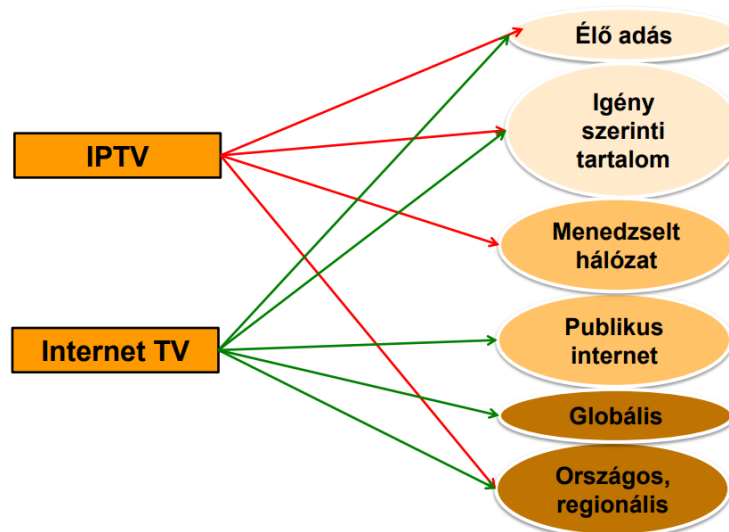 Élő adás
Igény
szerinti
tartalom
IPTV
Menedzselt
hálózat
Internet TV
Publikus
internet
Globális
Országos,
regionális